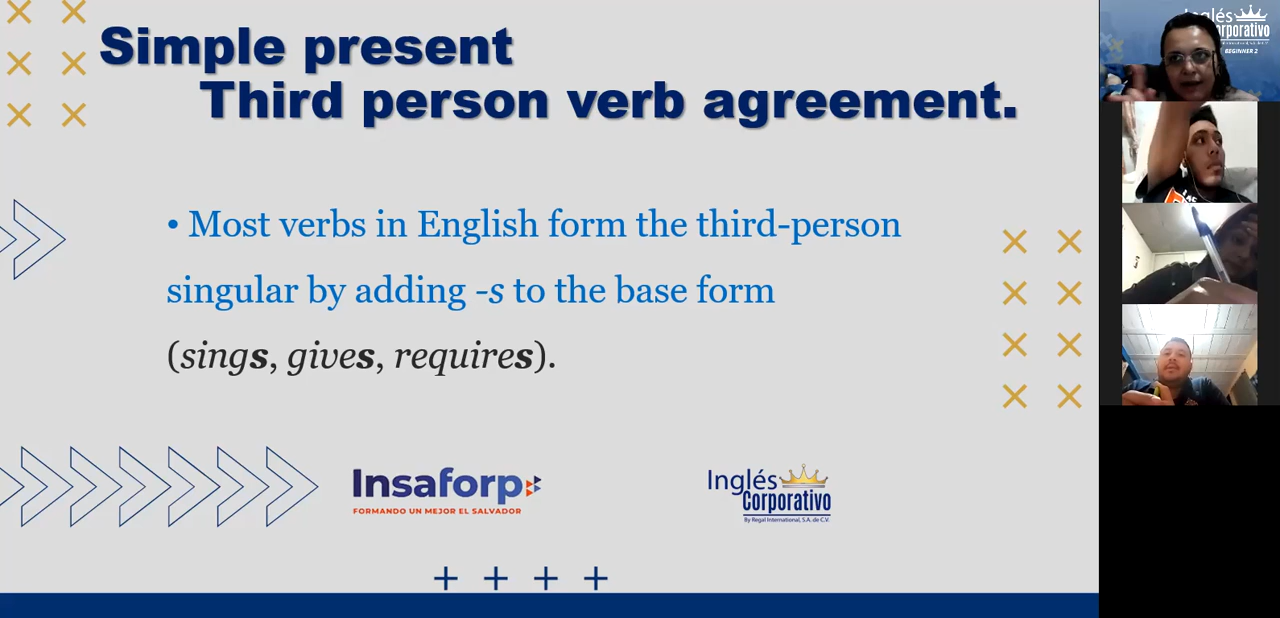 Simple present
Third person verb agreement.
• Most verbs in English form the third-person
singular by adding -s to the base form
(sings, gives, requires).
Insaforp
FORMANDO UN MEJOR EL SALVADOR
Inglés
Corporativo
By Regal International, S.A. de C.V.
Inglés
Corporativo
BEGINNER 2